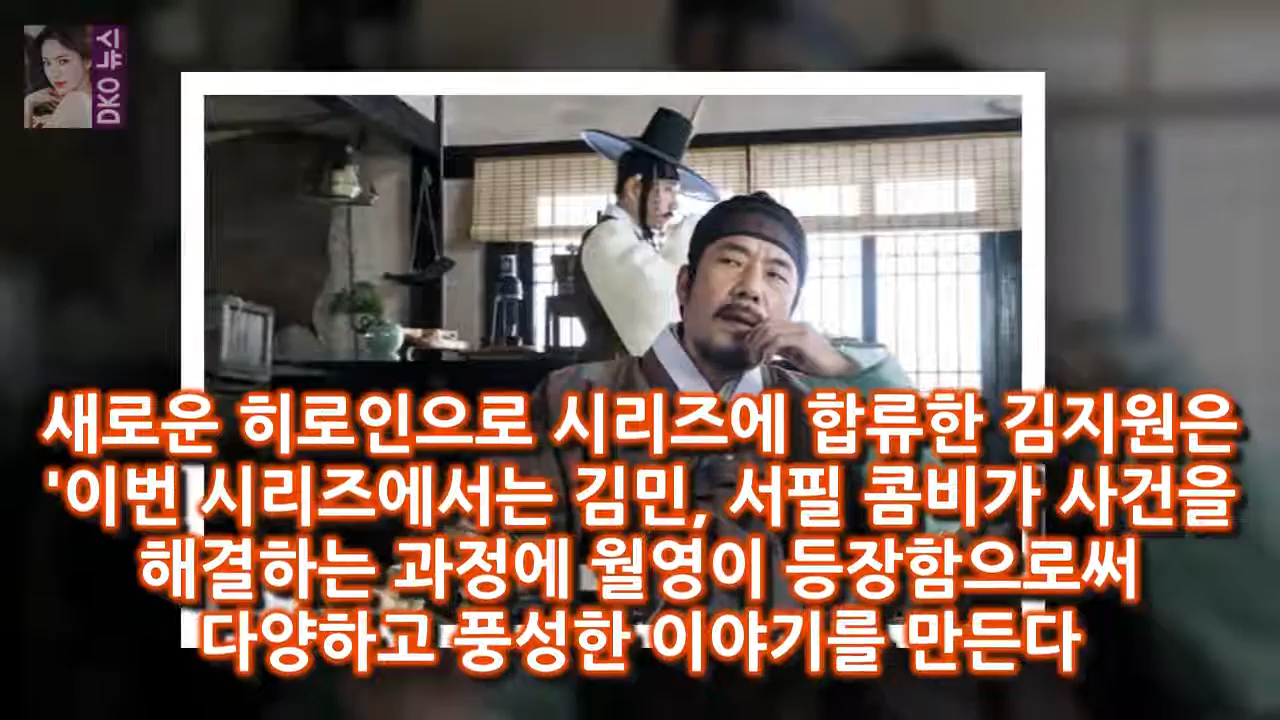 DKO 뉴스
새로운 히로인으로 시리즈에 합류한 김지원은
'이번 시리즈에서는 김민, 서필 콤비가 사건을
해결하는 과정에 월영이 등장함으로써
다양하고 풍성한 이야기를 만든다